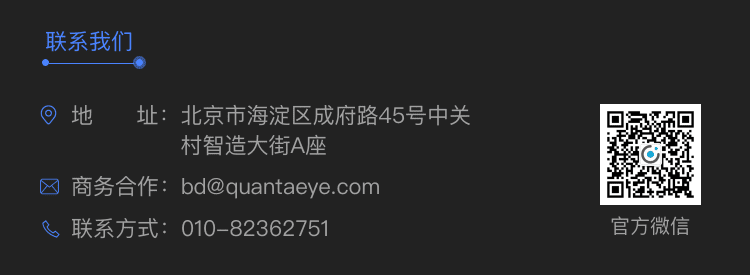 联系我们
地 址：北京市海淀区成府路45号中关
村智造大街A座
商务合作：bd@quantaeye.com
联系方式：010-82362751
官方微信